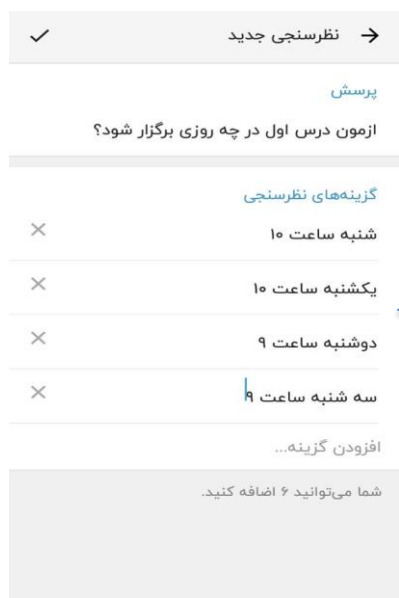 نظرسنجی جدید
پرسش
ازمون درس اول در چه روزی برگزار شود؟
گزینه‌های نظرسنجی
شنبه ساعت ۱۰
یکشنبه ساعت ۱۰
دوشنبه ساعت ۹
سه شنبه ساعت ۹
افزودن گزینه...
شما می‌توانید ۶ اضافه کنید.